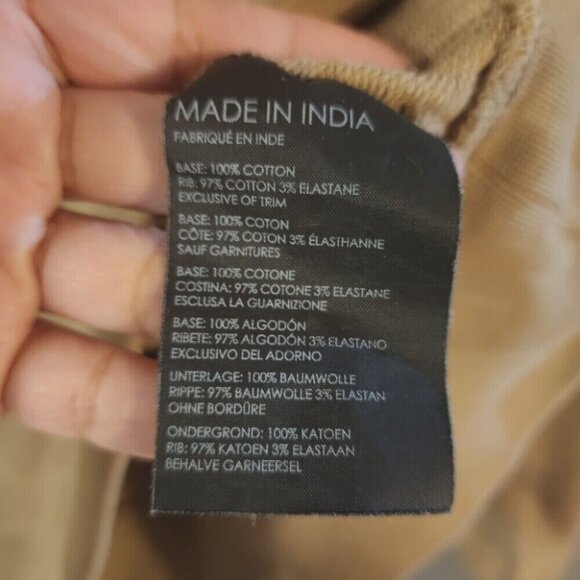 MADE IN INDIA
FABRIQUÉ EN INDE
BASE: 100% COTTON
RIB: 97% COTTON 3% ELASTANE
EXCLUSIVE OF TRIM
BASE: 100% COTON
CÔTE: 97% COTON 3% ÉLASTHANNE
SAUF GARNITURES
BASE: 100% COTONE
COSTINA: 97% COTONE 3% ELASTANE
ESCLUSA LA GUARNIZIONE
BASE: 100% ALGODÓN
RIBETE: 97% ALGODÓN 3% ELASTANO
EXCLUSIVO DEL ADORNO
UNTERLAGE: 100% BAUMWOLLE
RIPPE: 97% BAUMWOLLE 3% ELASTAN
OHNE BORDÜRE
ONDERGROND: 100% KATOEN
RIB: 97% KATOEN 3% ELASTAAN
BEHALVE GARNEERSEL